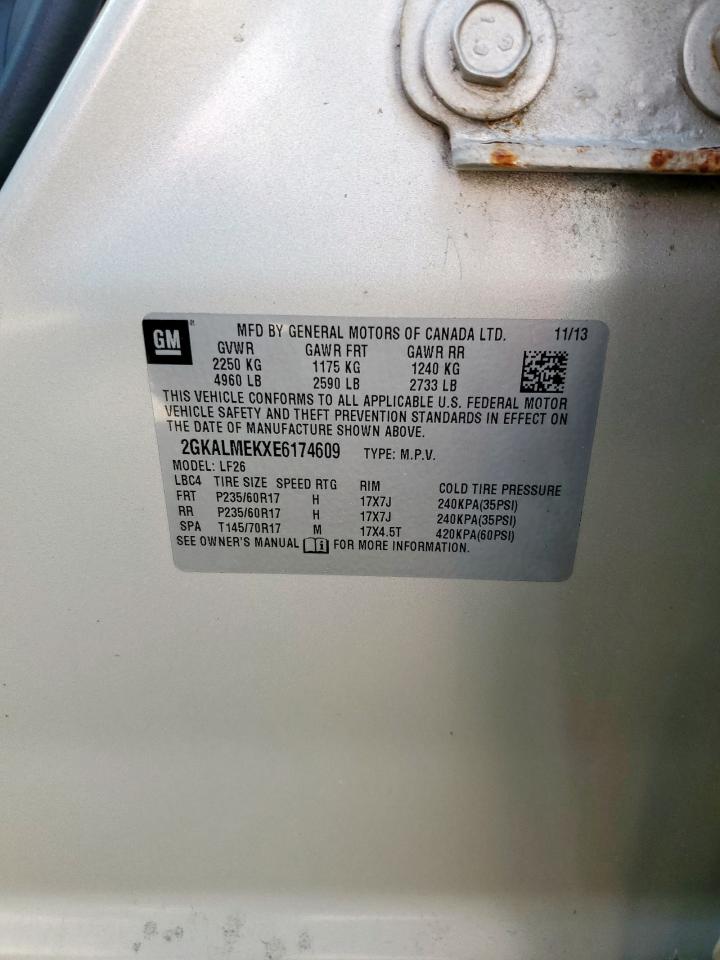 GM MFD BY GENERAL MOTORS OF CANADA LTD. 11/13
GVWR GAWR FRT GAWR RR
2250 KG 1175 KG 1240 KG
4960 LB 2590 LB 2733 LB
THIS VEHICLE CONFORMS TO ALL APPLICABLE U.S. FEDERAL MOTOR
VEHICLE SAFETY AND THEFT PREVENTION STANDARDS IN EFFECT ON
THE DATE OF MANUFACTURE SHOWN ABOVE.
2GKALMEKXE6174609 TYPE: M.P.V.
MODEL: LF26
LBC4 TIRE SIZE SPEED RTG RIM COLD TIRE PRESSURE
FRT P235/60R17 H 17X7J 240KPA(35PSI)
RR P235/60R17 H 17X7J 240KPA(35PSI)
SPA T145/70R17 M 17X4.5T 420KPA(60PSI)
SEE OWNER'S MANUAL FOR MORE INFORMATION.